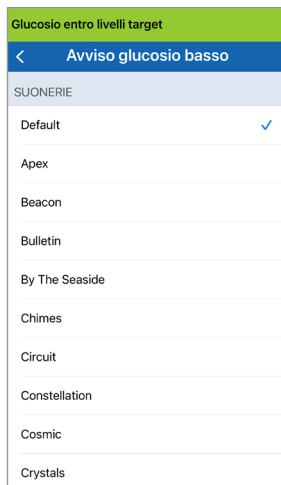 Glucosio entro livelli target
Avviso glucosio basso
SUONERIE
Default
Apex
Beacon
Bulletin
By The Seaside
Chimes
Circuit
Constellation
Cosmic
Crystals